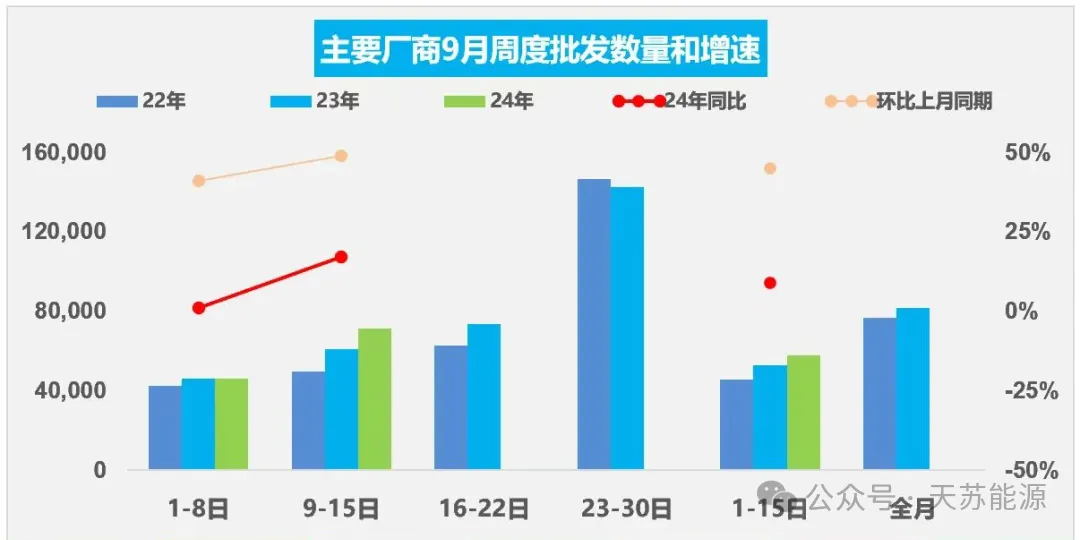 主要厂商9月周度批发数量和增速
22年 23年 24年 24年同比 环比上月同期
160,000 50%
120,000 25%
80,000 0%
40,000 -25%
0 -50%
1-8日 9-15日 16-22日 23-30日 1-15日 全月
公众号 · 天苏能源